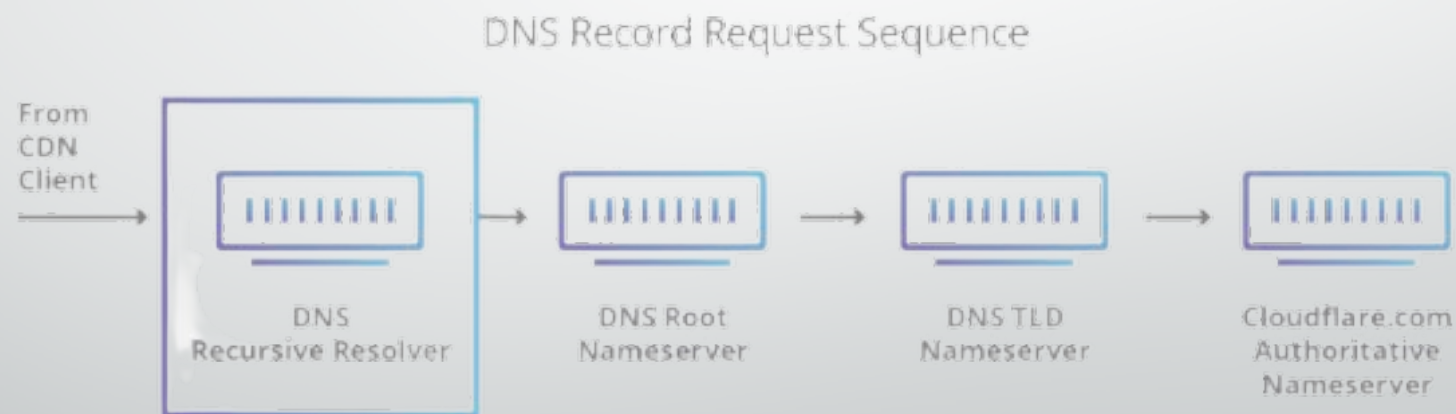 DNS Record Request Sequence
From
CDN
Client
DNS
Recursive Resolver
DNS Root
Nameserver
DNS TLD
Nameserver
Cloudflare.com
Authoritative
Nameserver